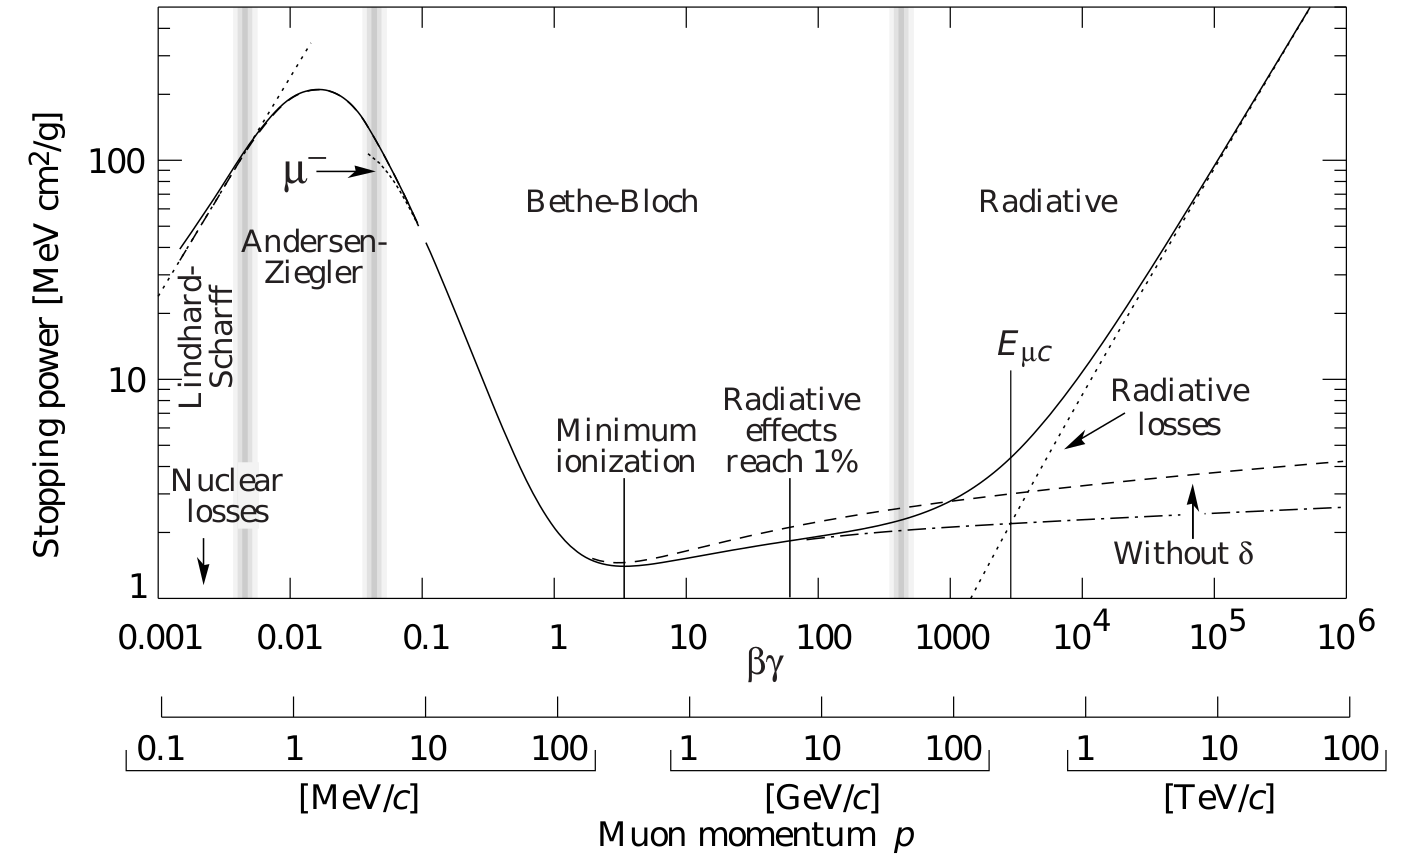 Stopping power [MeV cm²/g]
100
10
1
μ⁻
Lindhard-
Scharff
Andersen-
Ziegler
Bethe-Bloch
Radiative
Nuclear
losses
Minimum
ionization
Radiative
effects
reach 1%
Eμc
Radiative
losses
Without δ
0.001 0.01 0.1 1 10 100 1000 10⁴ 10⁵ 10⁶
βγ
0.1 1 10 100 1 10 100 1 10 100
[MeV/c] [GeV/c] [TeV/c]
Muon momentum p